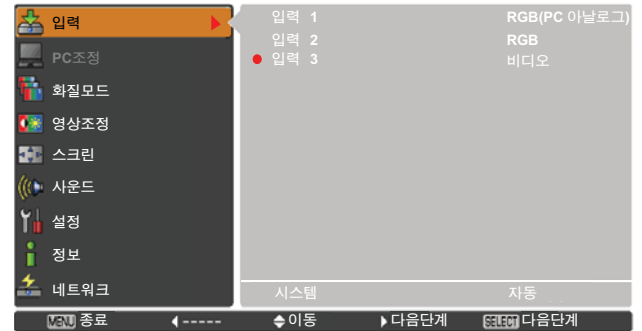 입력
PC조정
화질모드
영상조정
스크린
사운드
설정
정보
네트워크
입력 1 RGB(PC 아날로그)
입력 2 RGB
입력 3 비디오
시스템 자동
MENU 종료 ----- 이동 다음단계 SELECT 다음단계